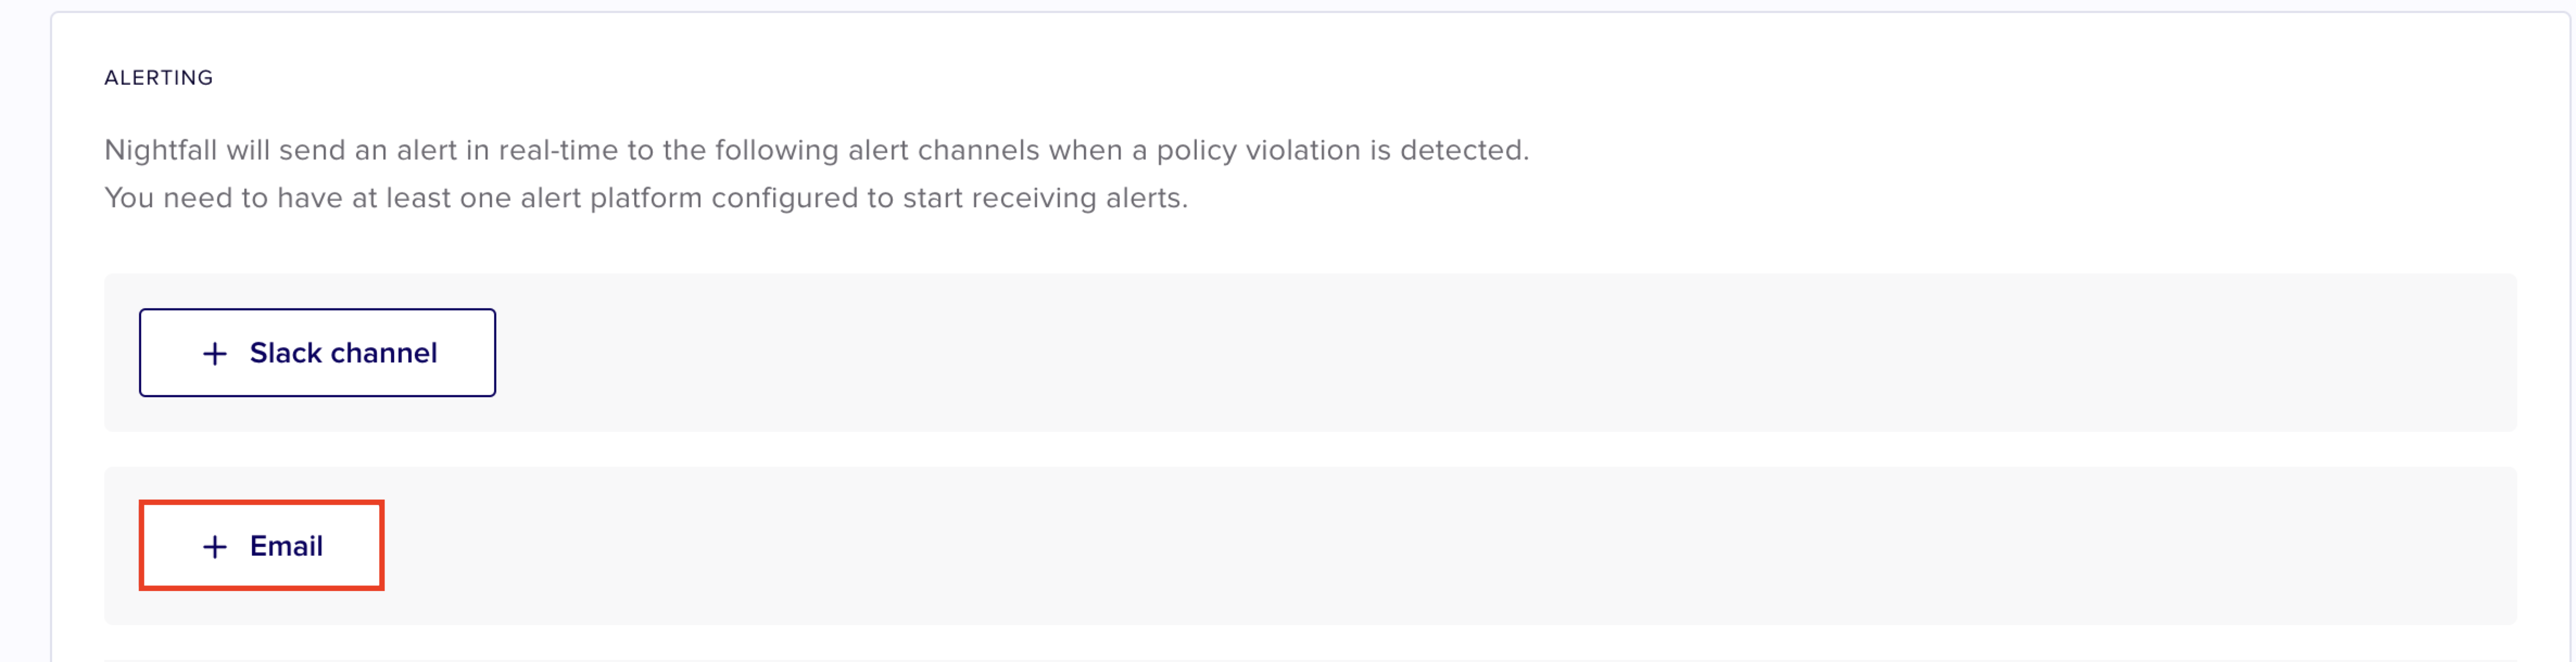 ALERTING
Nightfall will send an alert in real-time to the following alert channels when a policy violation is detected.
You need to have at least one alert platform configured to start receiving alerts.
+ Slack channel
+ Email